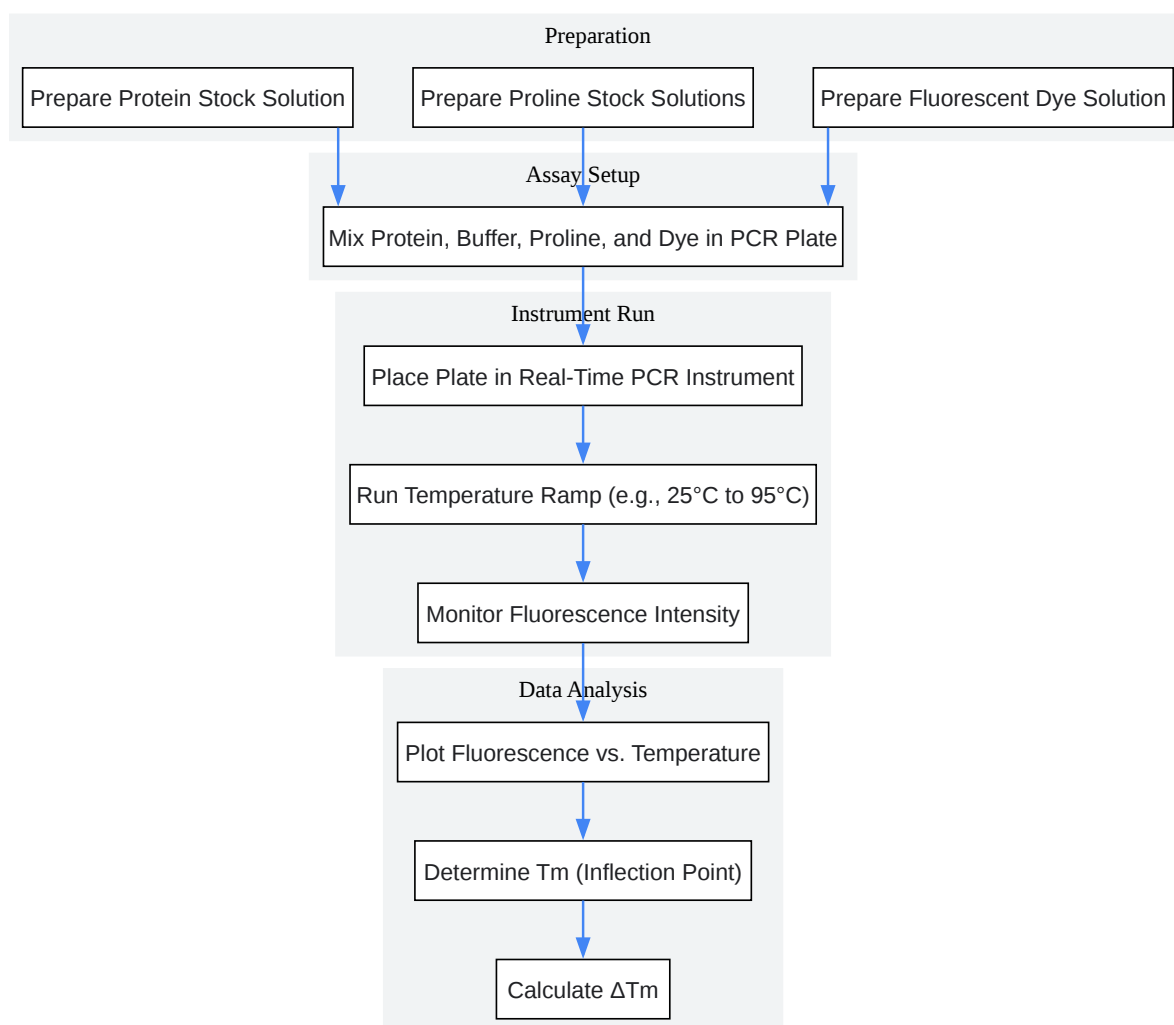 Preparation
Prepare Protein Stock Solution
Prepare Proline Stock Solutions
Prepare Fluorescent Dye Solution
Assay Setup
Mix Protein, Buffer, Proline, and Dye in PCR Plate
Instrument Run
Place Plate in Real-Time PCR Instrument
Run Temperature Ramp (e.g., 25°C to 95°C)
Monitor Fluorescence Intensity
Data Analysis
Plot Fluorescence vs. Temperature
Determine Tm (Inflection Point)
Calculate ΔTm